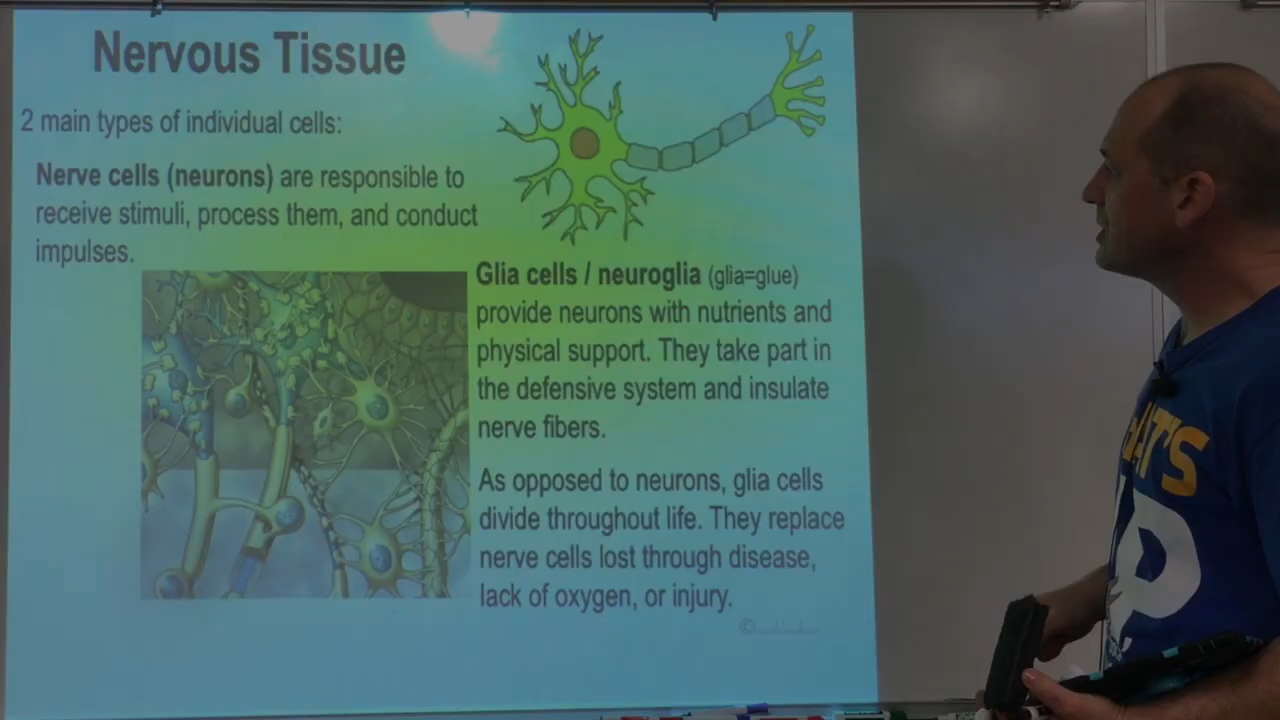 Nervous Tissue
2 main types of individual cells:
Nerve cells (neurons) are responsible to
receive stimuli, process them, and conduct
impulses.
Glia cells / neuroglia (glia=glue)
provide neurons with nutrients and
physical support. They take part in
the defensive system and insulate
nerve fibers.
As opposed to neurons, glia cells
divide throughout life. They replace
nerve cells lost through disease,
lack of oxygen, or injury.
©